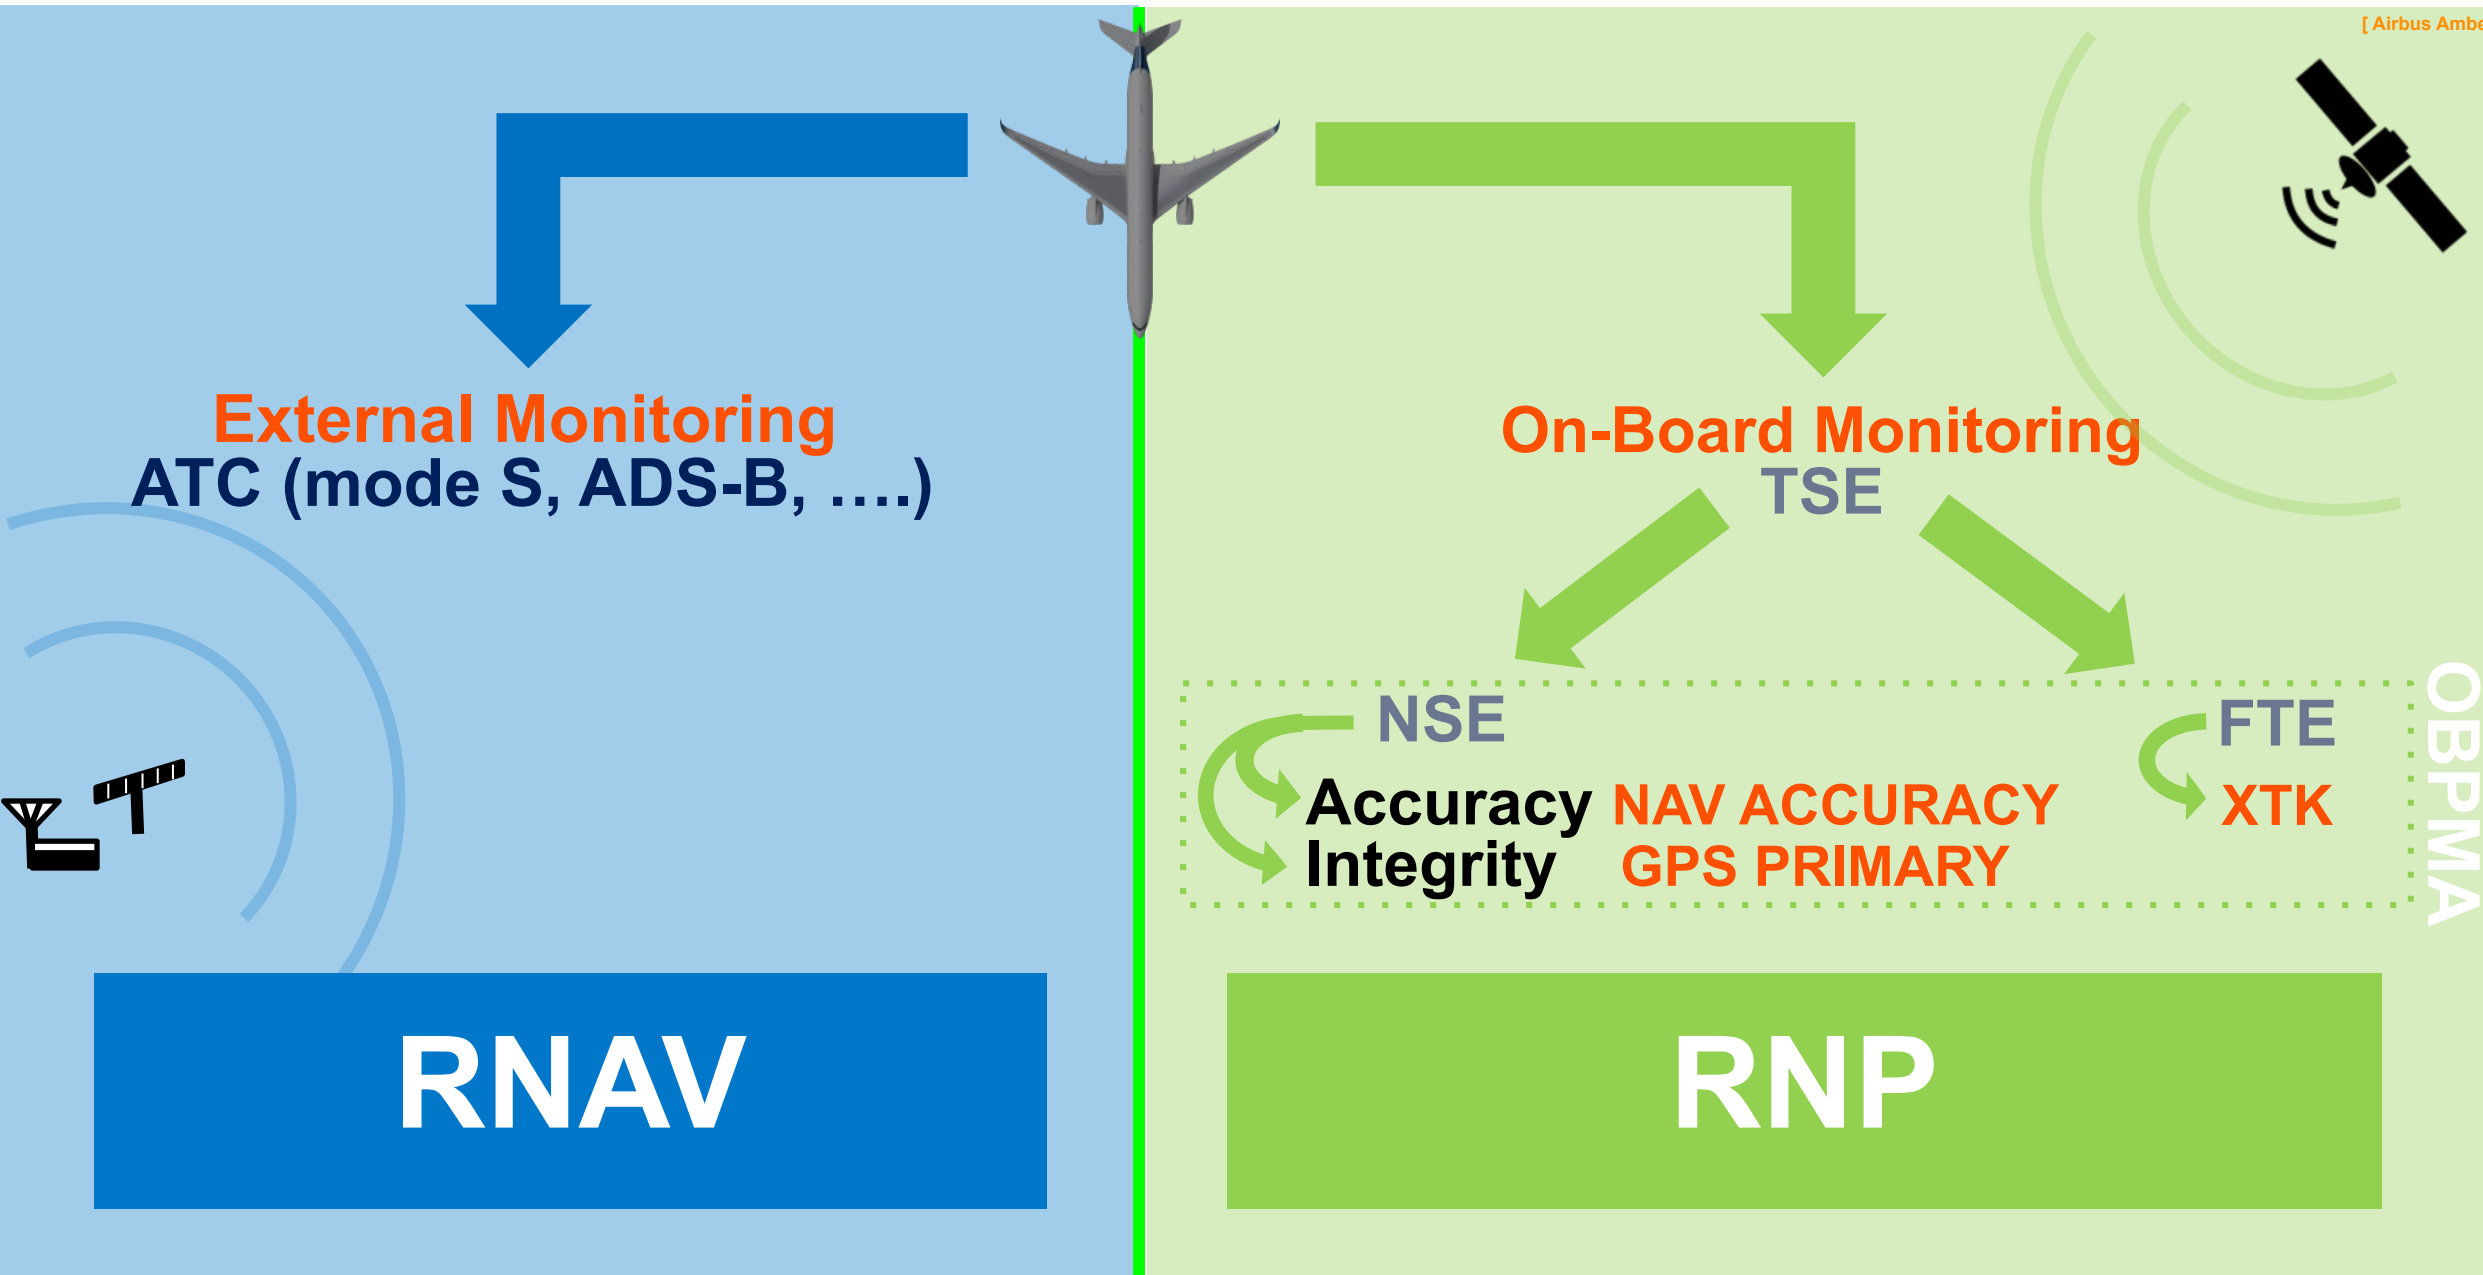 [ Airbus Ambe
External Monitoring
ATC (mode S, ADS-B, ….)
On-Board Monitoring
TSE
NSE
FTE
Accuracy NAV ACCURACY
XTK
Integrity GPS PRIMARY
OBPMA
RNAV
RNP